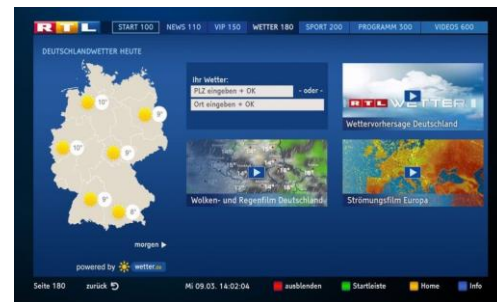 RTL START 100 NEWS 110 VIP 150 WETTER 180 SPORT 200 PROGRAMM 300 VIDEOS 600
DEUTSCHLANDWETTER HEUTE
Ihr Wetter:
PLZ eingeben + OK - oder -
Ort eingeben + OK
10°
9°
10°
9°
9°
8°
RTL WETTER
Wettervorhersage Deutschland
Wolken- und Regenfilm Deutschland
Strömungsfilm Europa
morgen
powered by wetter.de
Seite 180 zurück Mi 09.03. 14:02:04 ausblenden Startleiste Home Info